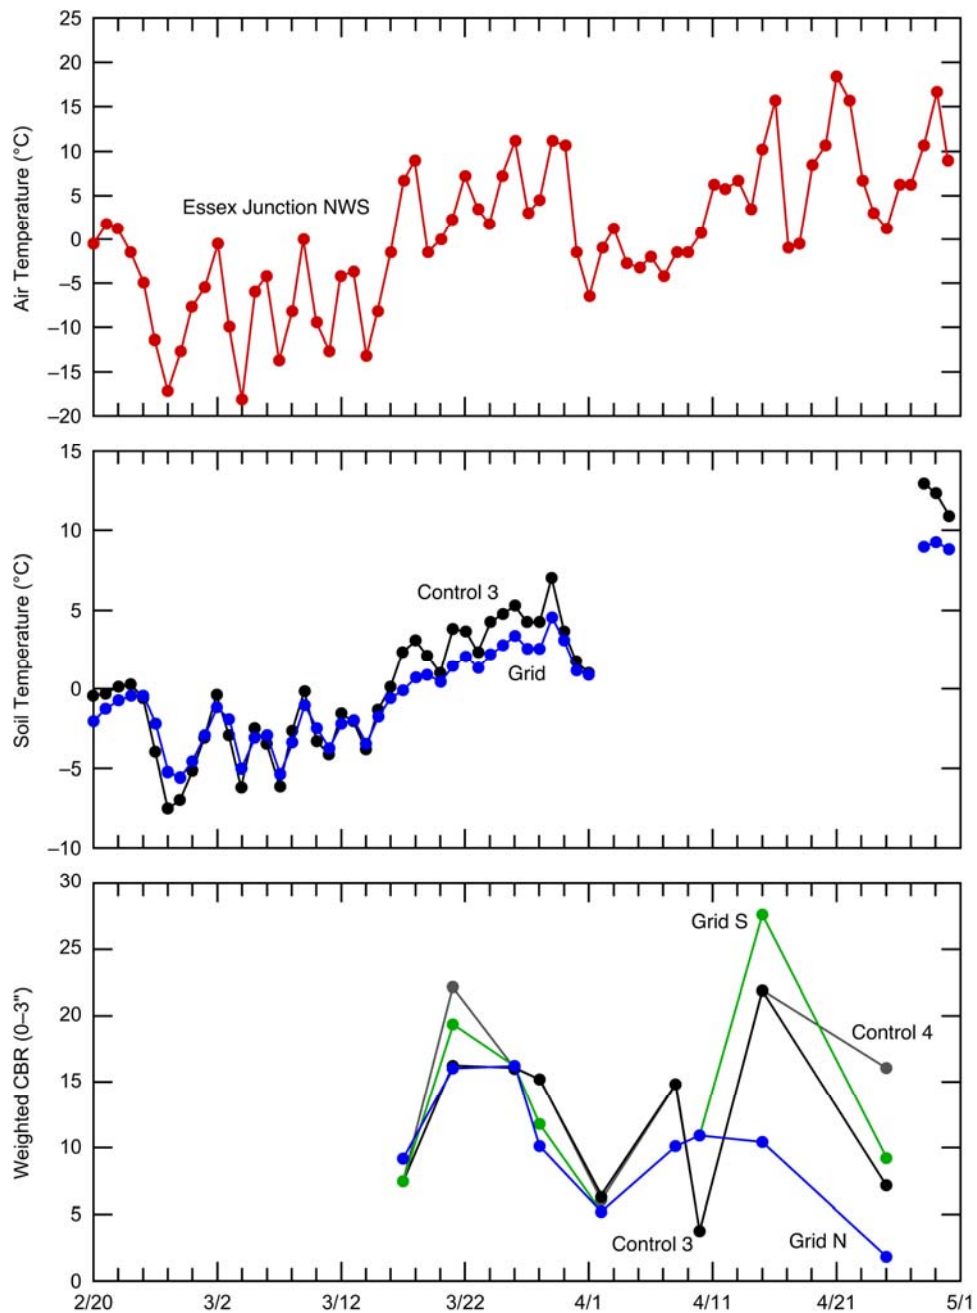 25
20
15
10
5
0
–5
–10
–15
–20
Air Temperature (°C)
Essex Junction NWS
15
10
5
0
–5
–10
Soil Temperature (°C)
Control 3
Grid
30
25
20
15
10
5
0
Weighted CBR (0–3")
Grid S
Control 4
Control 3
Grid N
2/20 3/2 3/12 3/22 4/1 4/11 4/21 5/1